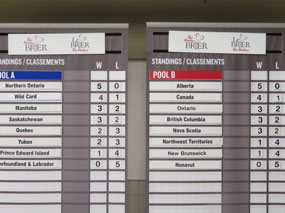 BRIER
Le BRIER
BRIER
Le BRIER
STANDINGS / CLASSEMENTS W L
OOL A
Northern Ontario 5 0
Wild Card 4 1
Manitoba 3 2
Saskatchewan 3 2
Quebec 2 3
Yukon 2 3
Prince Edward Island 1 4
ewfoundland & Labrador 0 5
STANDINGS / CLASSEMENTS W L
POOL B
Alberta 5 0
Canada 4 1
Ontario 3 2
British Columbia 3 2
Nova Scotia 3 2
Northwest Territories 1 4
New Brunswick 1 4
Nunavut 0 5